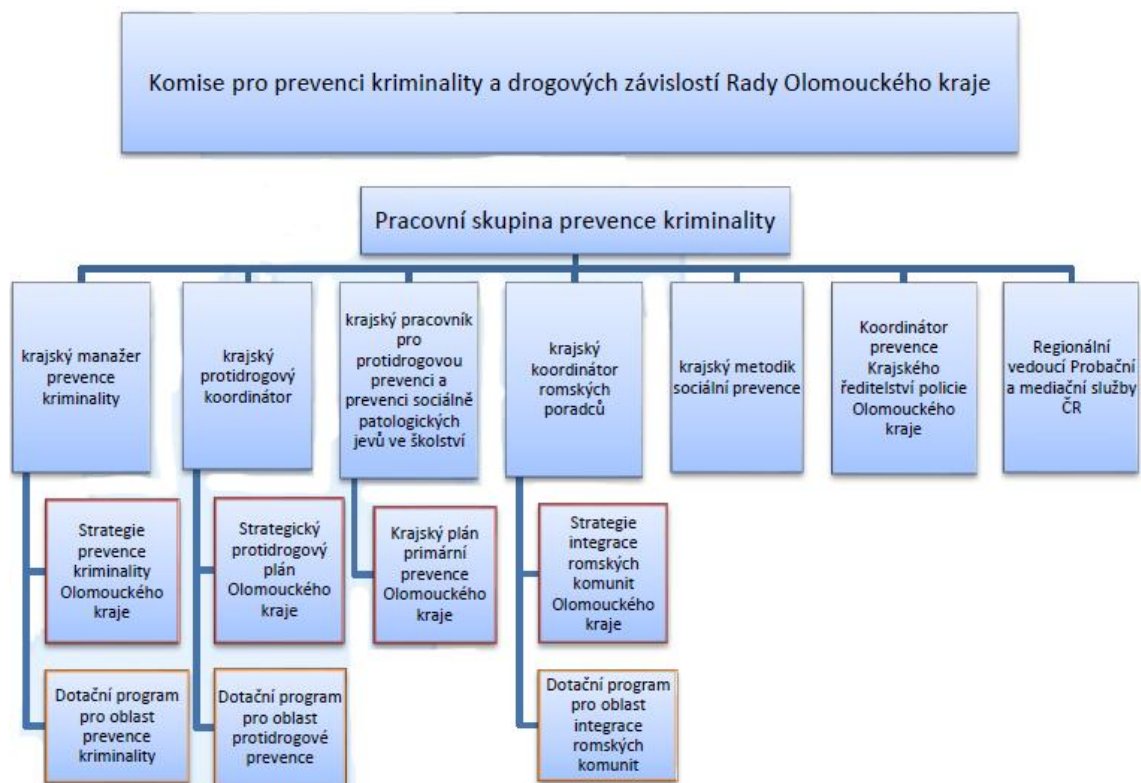 Komise pro prevenci kriminality a drogových závislostí Rady Olomouckého kraje
Pracovní skupina prevence kriminality
krajský manažer
prevence
kriminality
krajský
protidrogový
koordinátor
krajský pracovník
pro
protidrogovou
prevenci a
prevenci sociálně
patologických
jevů ve školství
krajský
koordinátor
romských
poradců
krajský metodik
sociální prevence
Koordinátor
prevence
Krajského
ředitelství policie
Olomouckého
kraje
Regionální
vedoucí Probační
a mediační služby
ČR
Strategie
prevence
kriminality
Olomouckého
kraje
Strategický
protidrogový
plán
Olomouckého
kraje
Krajský plán
primární
prevence
Olomouckého
kraje
Strategie
integrace
romských
komunit
Olomouckého
kraje
Dotační program
pro oblast
prevence
kriminality
Dotační program
pro oblast
protidrogové
prevence
Dotační program
pro oblast
integrace
romských
komunit